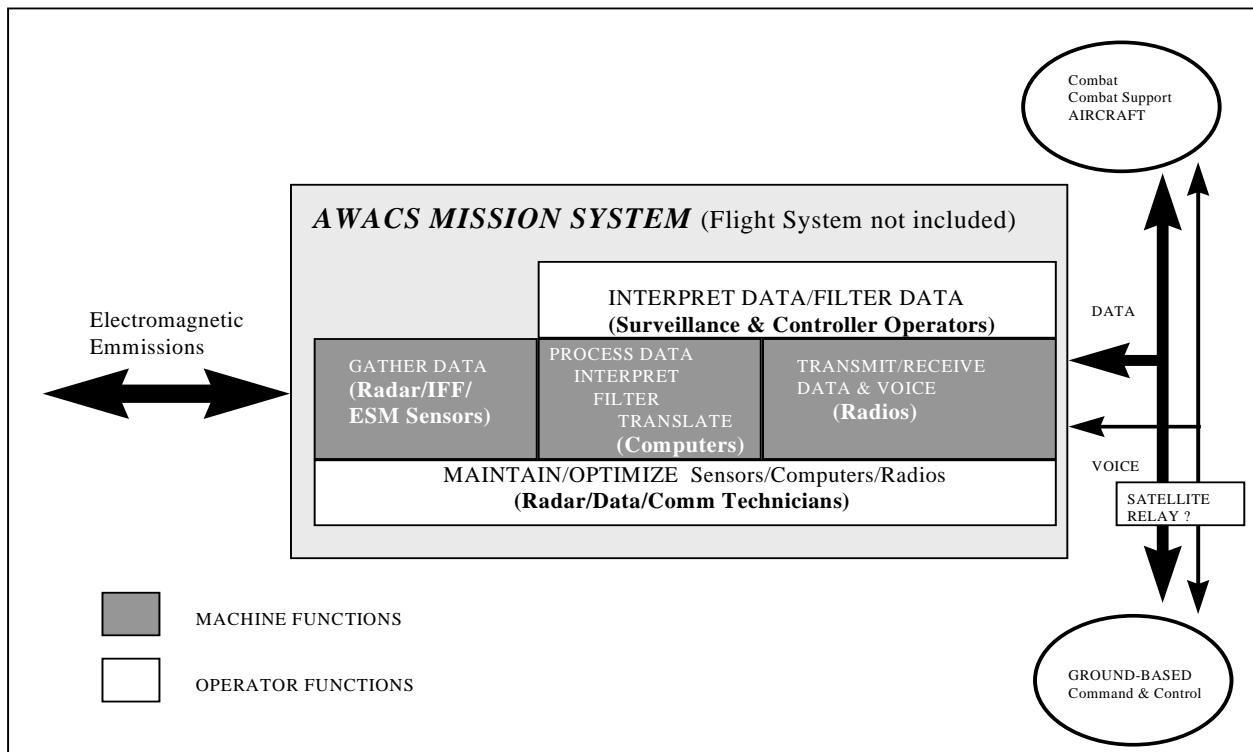 Combat
Combat Support
AIRCRAFT
AWACS MISSION SYSTEM (Flight System not included)
INTERPRET DATA/FILTER DATA
(Surveillance & Controller Operators)
DATA
Electromagnetic
Emmissions
GATHER DATA
(Radar/IFF/
ESM Sensors)
PROCESS DATA
INTERPRET
FILTER
TRANSLATE
(Computers)
TRANSMIT/RECEIVE
DATA & VOICE
(Radios)
MAINTAIN/OPTIMIZE Sensors/Computers/Radios
(Radar/Data/Comm Technicians)
VOICE
SATELLITE
RELAY ?
MACHINE FUNCTIONS
OPERATOR FUNCTIONS
GROUND-BASED
Command & Control